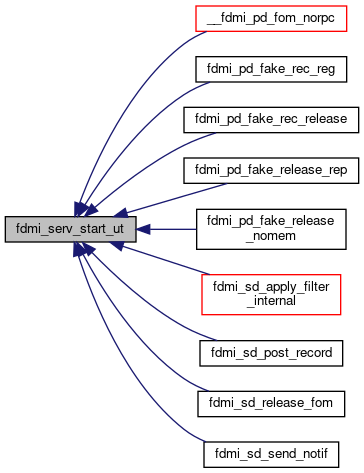 __fdmi_pd_fom_norpc
fdmi_pd_fake_rec_reg
fdmi_pd_fake_rec_release
fdmi_pd_fake_release_rep
fdmi_serv_start_ut
fdmi_pd_fake_release
_nomem
fdmi_sd_apply_filter
_internal
fdmi_sd_post_record
fdmi_sd_release_fom
fdmi_sd_send_notif